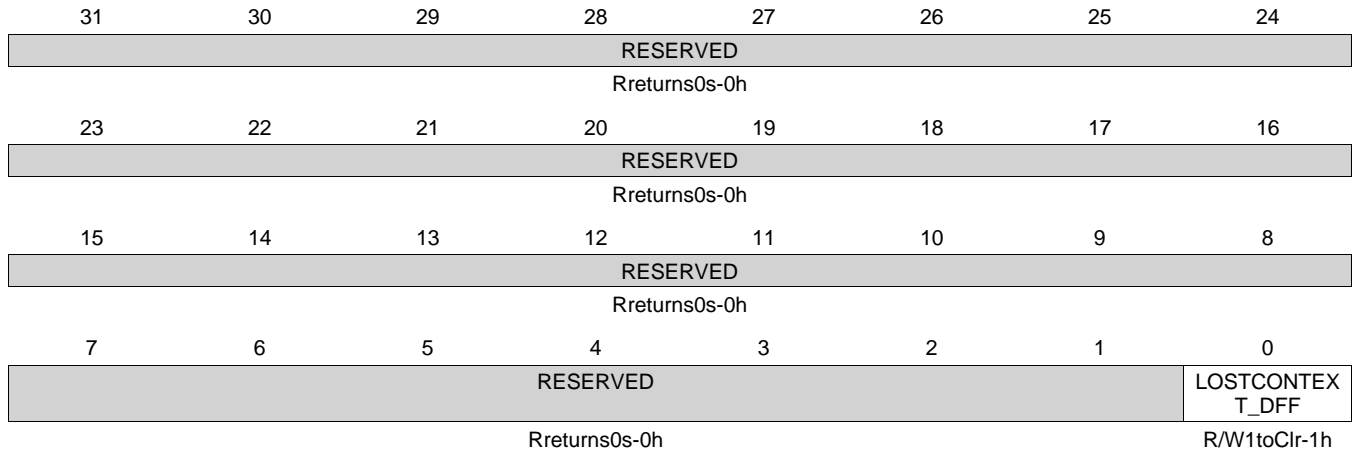 31 30 29 28 27 26 25 24
RESERVED
Rreturns0s-0h
23 22 21 20 19 18 17 16
RESERVED
Rreturns0s-0h
15 14 13 12 11 10 9 8
RESERVED
Rreturns0s-0h
7 6 5 4 3 2 1 0
RESERVED LOSTCONTEX
T_DFF
Rreturns0s-0h R/W1toClr-1h